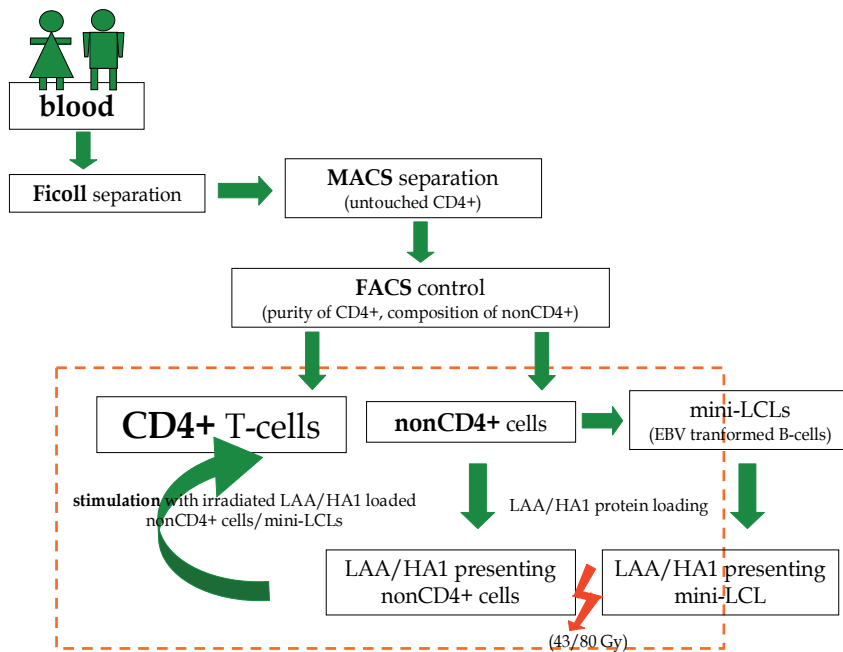 blood
Ficoll separation
MACS separation
(untouched CD4+)
FACS control
(purity of CD4+, composition of nonCD4+)
CD4+ T-cells
nonCD4+ cells
mini-LCLs
(EBV tranformed B-cells)
stimulation with irradiated LAA/HA1 loaded
nonCD4+ cells/mini-LCLs
LAA/HA1 protein loading
LAA/HA1 presenting
nonCD4+ cells
LAA/HA1 presenting
mini-LCL
(43/80 Gy)